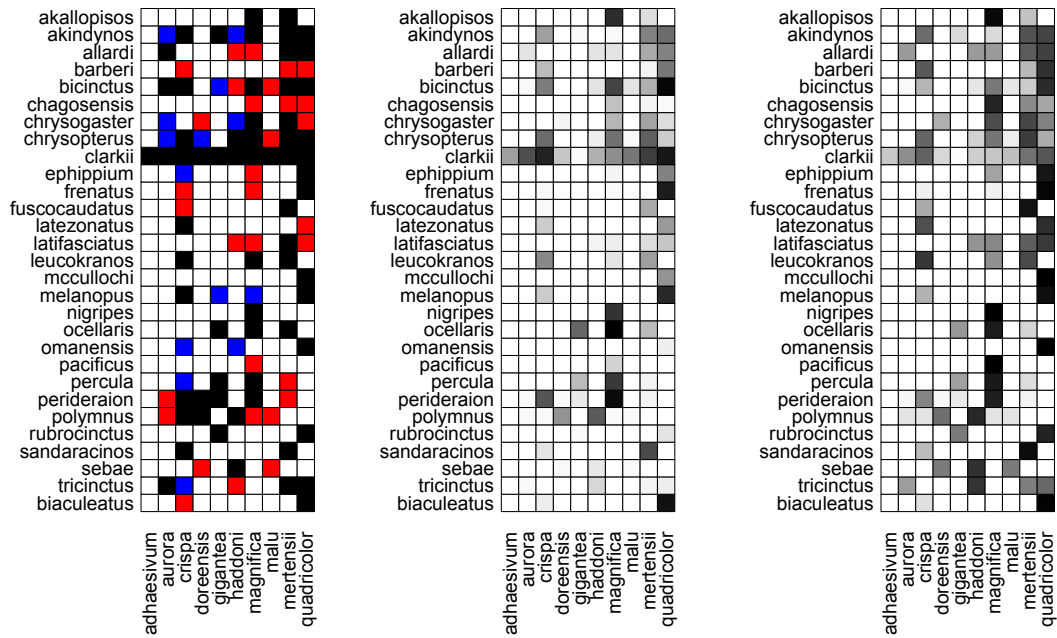 akallopisos
akindynos
allardi
barberi
bicinctus
chagosensis
chrysogaster
chrysopterus
clarkii
ephippium
frenatus
fuscocaudatus
latezonatus
latifasciatus
leucokranos
mccullochi
melanopus
nigripes
ocellaris
omanensis
pacificus
percula
perideraion
polymnus
rubrocinctus
sandaracinos
sebae
tricinctus
biaculeatus
adhaesivum
aurora
crispa
doreensis
gigantea
haddoni
magnifica
malu
mertensii
quadricolor
akallopisos
akindynos
allardi
barberi
bicinctus
chagosensis
chrysogaster
chrysopterus
clarkii
ephippium
frenatus
fuscocaudatus
latezonatus
latifasciatus
leucokranos
mccullochi
melanopus
nigripes
ocellaris
omanensis
pacificus
percula
perideraion
polymnus
rubrocinctus
sandaracinos
sebae
tricinctus
biaculeatus
adhaesivum
aurora
crispa
doreensis
gigantea
haddoni
magnifica
malu
mertensii
quadricolor
akallopisos
akindynos
allardi
barberi
bicinctus
chagosensis
chrysogaster
chrysopterus
clarkii
ephippium
frenatus
fuscocaudatus
latezonatus
latifasciatus
leucokranos
mccullochi
melanopus
nigripes
ocellaris
omanensis
pacificus
percula
perideraion
polymnus
rubrocinctus
sandaracinos
sebae
tricinctus
biaculeatus
adhaesivum
aurora
crispa
doreensis
gigantea
haddoni
magnifica
malu
mertensii
quadricolor